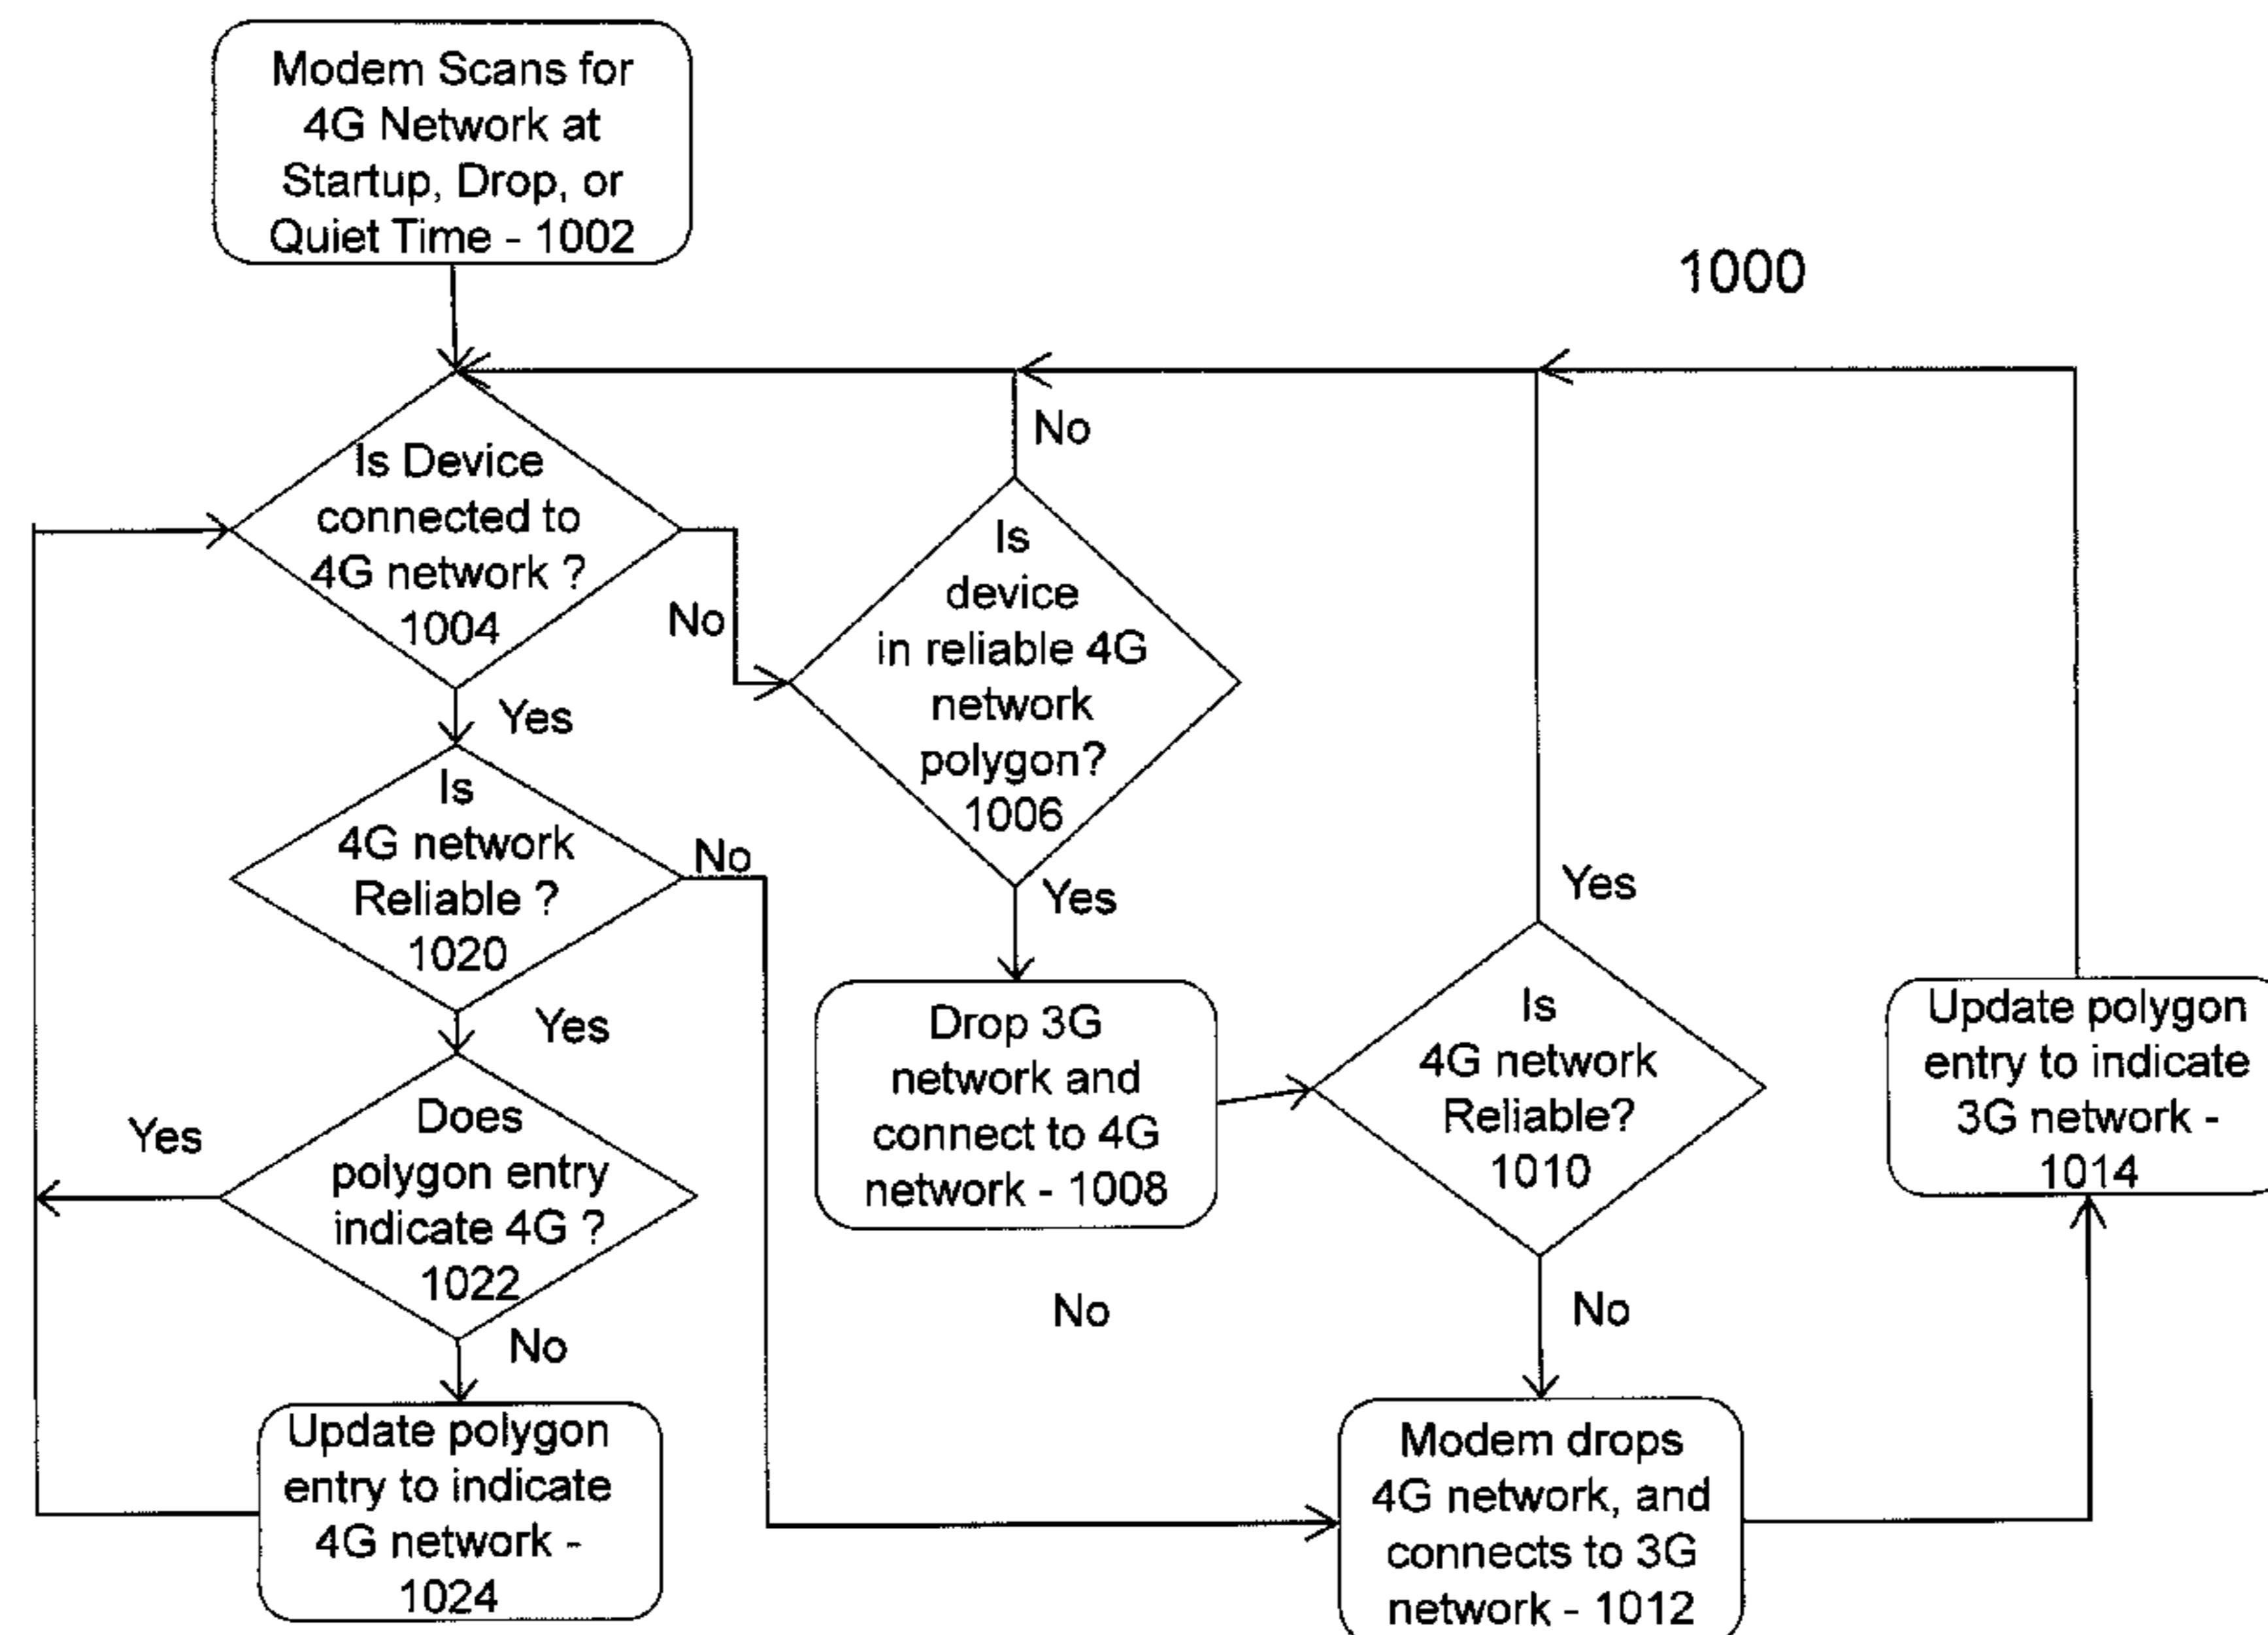 Modem Scans for
4G Network at
Startup, Drop, or
Quiet Time - 1002
1000
Is Device
connected to
4G network ?
1004
No
Yes
No
Is
device
in reliable 4G
network
polygon?
1006
Yes
Is
4G network
Reliable ?
1020
No
Yes
Does
polygon entry
indicate 4G ?
1022
Yes
No
Update polygon
entry to indicate
4G network -
1024
Drop 3G
network and
connect to 4G
network - 1008
No
Yes
Is
4G network
Reliable?
1010
No
Modem drops
4G network, and
connects to 3G
network - 1012
Update polygon
entry to indicate
3G network -
1014